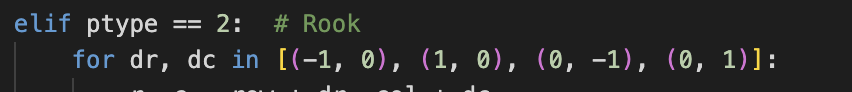 elif ptype == 2:  # Rook
for dr, dc in [(-1, 0), (1, 0), (0, -1), (0, 1)]: